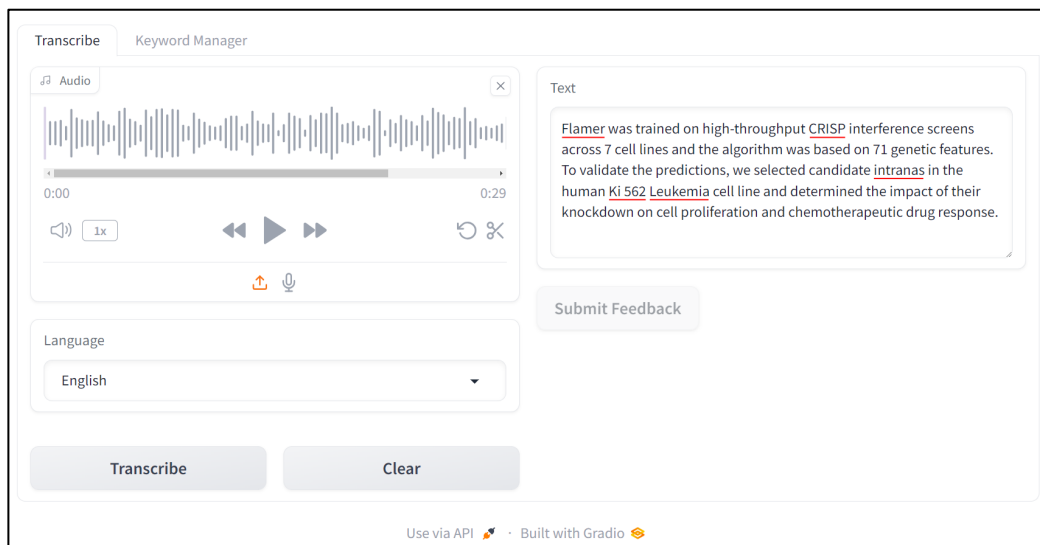 Transcribe
Keyword Manager
Audio
0:00
0:29
1x
Language
English
Transcribe
Clear
Text
Flamer was trained on high-throughput CRISP interference screens
across 7 cell lines and the algorithm was based on 71 genetic features.
To validate the predictions, we selected candidate intranas in the
human Ki 562 Leukemia cell line and determined the impact of their
knockdown on cell proliferation and chemotherapeutic drug response.
Submit Feedback
Use via API · Built with Gradio